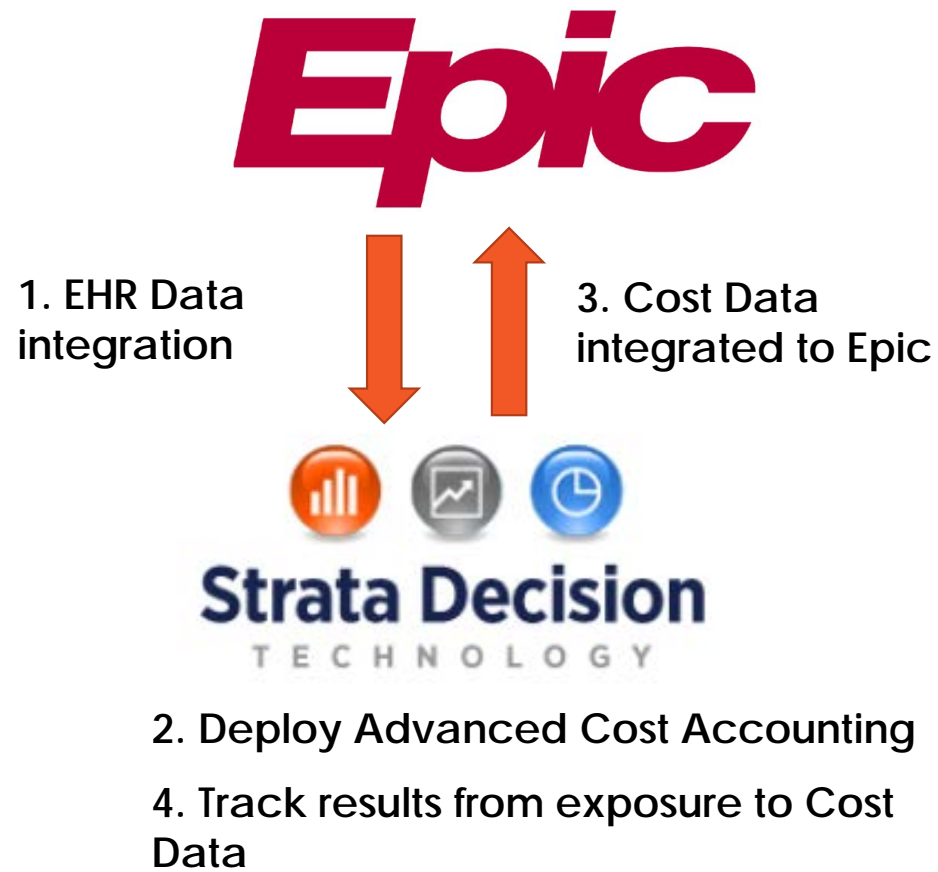 Epic
1. EHR Data
integration
3. Cost Data
integrated to Epic
Strata Decision
TECHNOLOGY
2. Deploy Advanced Cost Accounting
4. Track results from exposure to Cost
Data